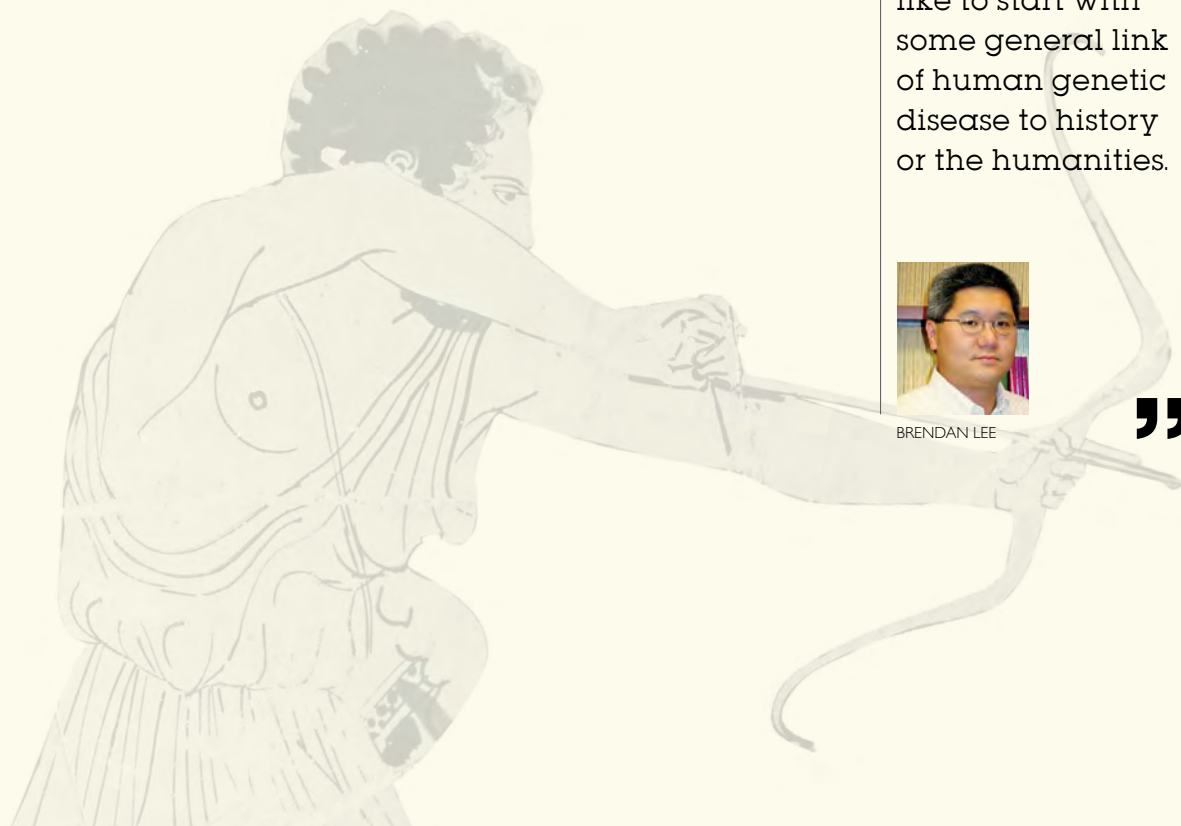 like to start with
some general link
of human genetic
disease to history
or the humanities.
BRENDAN LEE
”